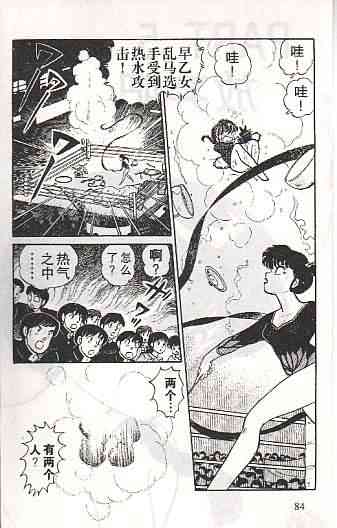 哇！
哇！
哇！
早乙女
乱马选
手受到
热水攻
击！
啊？
怎么
了？
热气
之中
……
两个…
有两个
人？
84